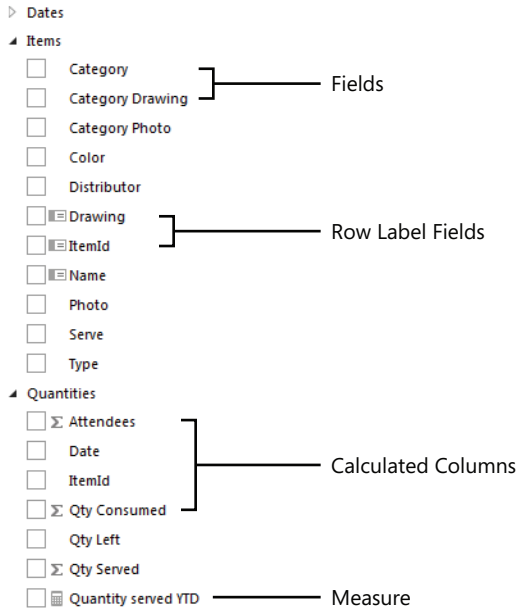 Dates
Items
Category
Fields
Category Drawing
Category Photo
Color
Distributor
Drawing
Row Label Fields
ItemId
Name
Photo
Serve
Type
Quantities
Σ Attendees
Date
Calculated Columns
ItemId
Σ Qty Consumed
Qty Left
Σ Qty Served
Quantity served YTD
Measure